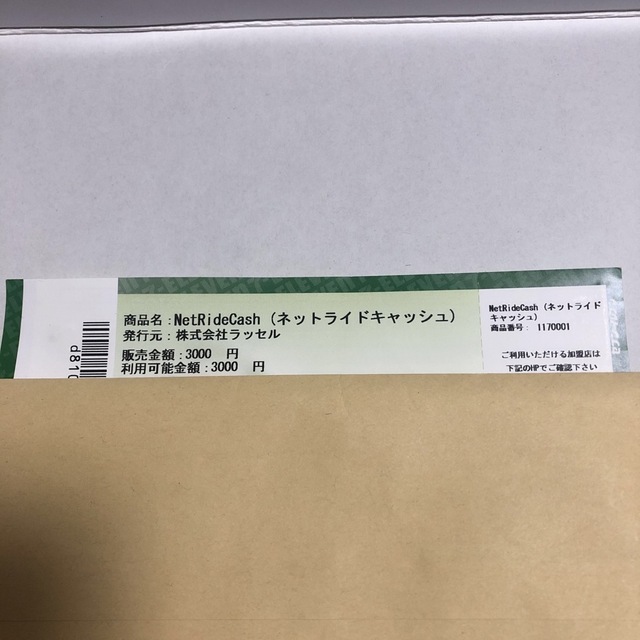 商品名:NetRideCash (ネットライドキャッシュ)
発行元:株式会社ラッセル
販売金額:3000 円
利用可能金額:3000 円
NetRideCash (ネットライド
キャッシュ)
商品番号: 1170001
ご利用いただける加盟店は
下記のHPでご確認下さい